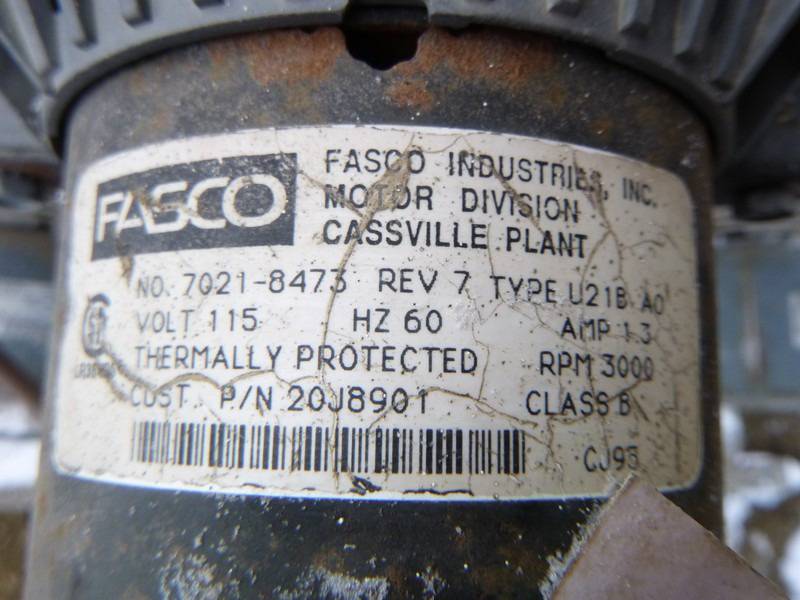 FASCO
FASCO INDUSTRIES, INC.
MOTOR DIVISION
CASSVILLE PLANT
NO. 7021-8473 REV 7 TYPE U21B A0
VOLT 115 HZ 60 AMP 1.3
THERMALLY PROTECTED RPM 3000
CUST. P/N 20J8901 CLASS B